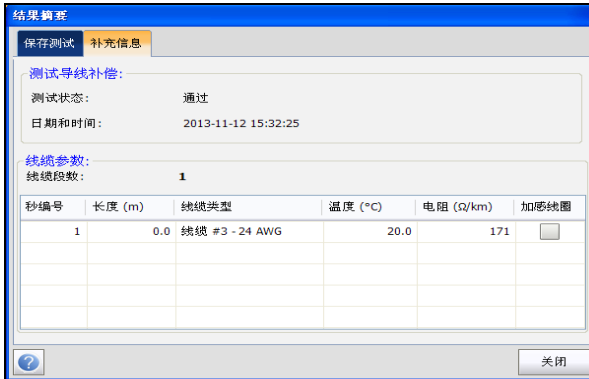 结果摘要
保存测试 补充信息
测试导线补偿:
测试状态: 通过
日期和时间: 2013-11-12 15:32:25
线缆参数:
线缆段数: 1
秒编号 长度 (m) 线缆类型 温度 (°C) 电阻 (Ω/km) 加感线圈
1 0.0 线缆 #3 - 24 AWG 20.0 171
?
关闭